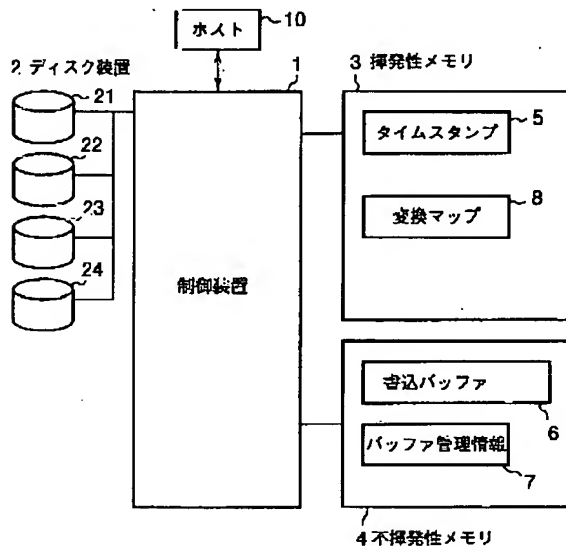 ホスト
10
2 ディスク装置
21
22
23
24
1
制御装置
3 揮発性メモリ
タイムスタンプ
5
変換マップ
8
書込バッファ
6
バッファ管理情報
7
4 不揮発性メモリ